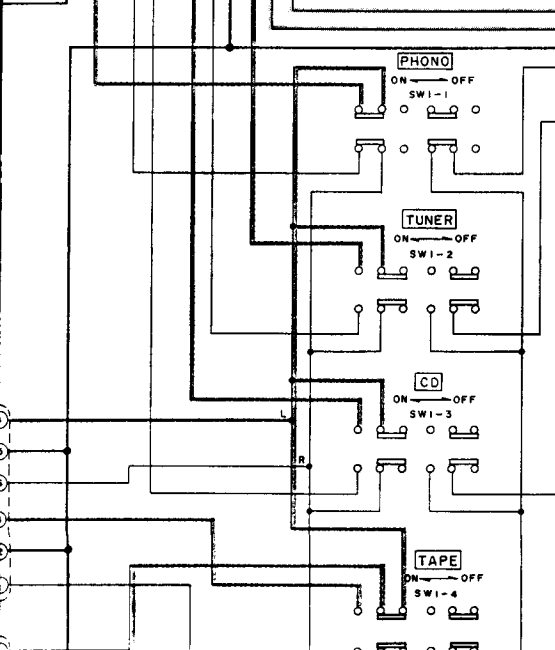 PHONO
ON OFF
SW1-1
TUNER
ON OFF
SW1-2
CD
ON OFF
SW1-3
L
R
TAPE
ON OFF
SW1-4